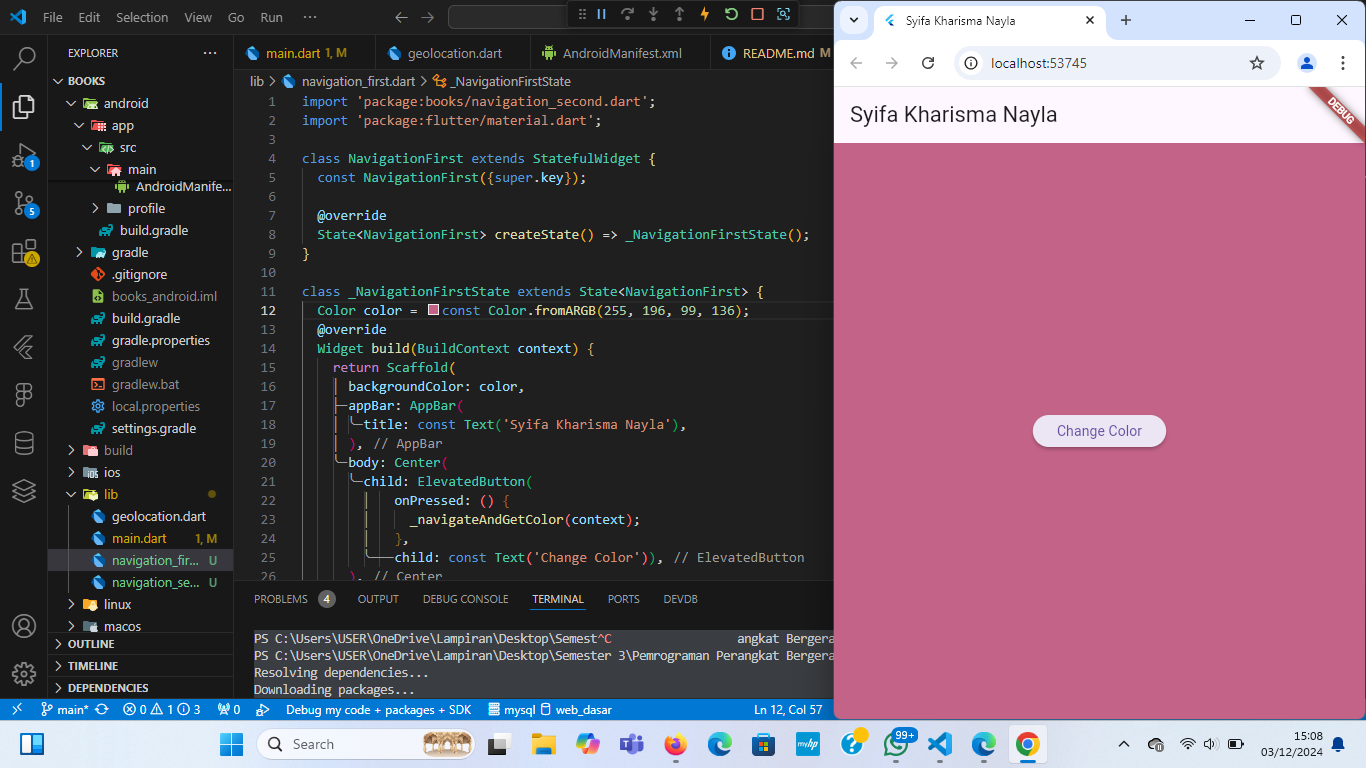 File Edit Selection View Go Run ···
EXPLORER ···
BOOKS
android
app
src
main
AndroidManife...
profile
build.gradle
gradle
.gitignore
books_android.iml
build.gradle
gradle.properties
gradlew
gradlew.bat
local.properties
settings.gradle
build
ios
lib
geolocation.dart
main.dart 1, M
navigation_fir... U
navigation_se... U
linux
macos
OUTLINE
TIMELINE
DEPENDENCIES
1
5
main.dart 1, M geolocation.dart AndroidManifest.xml README.md M
lib > navigation_first.dart > _NavigationFirstState
1 import 'package:books/navigation_second.dart';
2 import 'package:flutter/material.dart';
3
4 class NavigationFirst extends StatefulWidget {
5 const NavigationFirst({super.key});
6
7 @override
8 State<NavigationFirst> createState() => _NavigationFirstState();
9 }
10
11 class _NavigationFirstState extends State<NavigationFirst> {
12 Color color = const Color.fromARGB(255, 196, 99, 136);
13 @override
14 Widget build(BuildContext context) {
15 return Scaffold(
16 backgroundColor: color,
17 appBar: AppBar(
18 title: const Text('Syifa Kharisma Nayla'),
19 ), // AppBar
20 body: Center(
21 child: ElevatedButton(
22 onPressed: () {
23 _navigateAndGetColor(context);
24 },
25 child: const Text('Change Color')), // ElevatedButton
26 ), // Center
PROBLEMS 4 OUTPUT DEBUG CONSOLE TERMINAL PORTS DEVDB
PS C:\Users\USER\OneDrive\Lampiran\Desktop\Semest^C angkat Bergera
PS C:\Users\USER\OneDrive\Lampiran\Desktop\Semester 3\Pemrograman Perangkat Bergera
Resolving dependencies...
Downloading packages...
main* 0 1 3 0 Debug my code + packages + SDK mysql web_dasar Ln 12, Col 57
Syifa Kharisma Nayla
localhost:53745
Syifa Kharisma Nayla
DEBUG
Change Color
Search
myhp
99+
15:08
03/12/2024